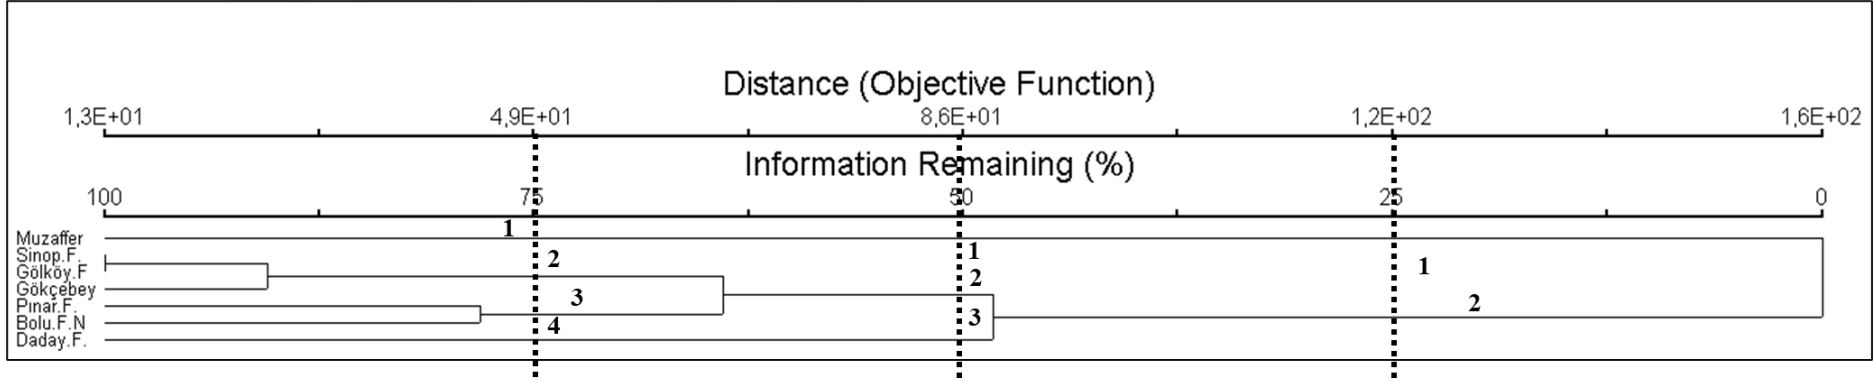 Distance (Objective Function)
1,3E+01 4,9E+01 8,6E+01 1,2E+02 1,6E+02
Information Remaining (%)
100 75 50 25 0
1
Muzaffer
1
Sinop.F. 2
1
Gölköy.F
2
Gökçebey
3 2
Pınar.F.
3
Bolu.F.N 4
Daday.F.